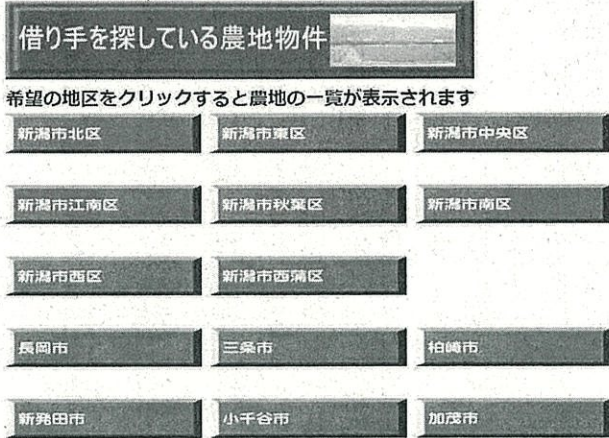 借り手を探している農地物件
希望の地区をクリックすると農地の一覧が表示されます
新潟市北区 新潟市東区 新潟市中央区
新潟市江南区 新潟市秋葉区 新潟市南区
新潟市西区 新潟市西蒲区
長岡市 三条市 柏崎市
新発田市 小千谷市 加茂市